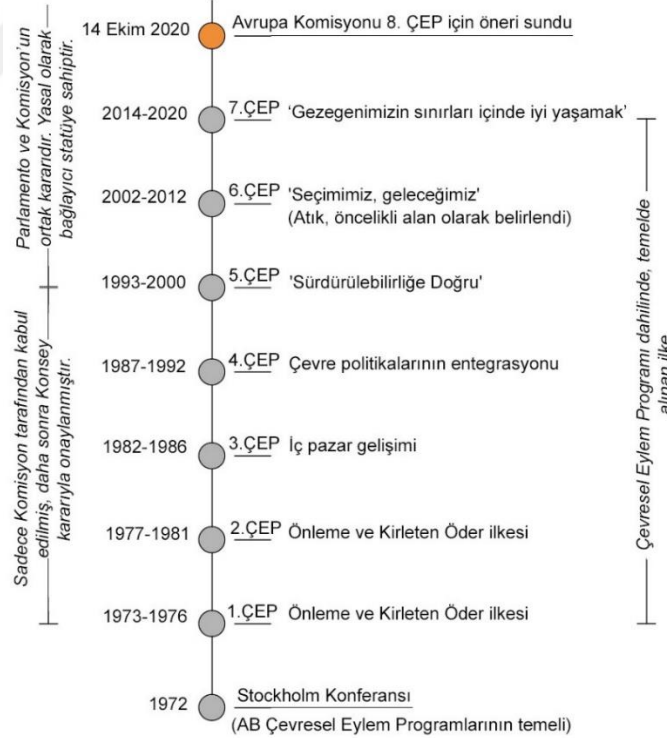 14 Ekim 2020 Avrupa Komisyonu 8. ÇEP için öneri sundu
2014-2020 7.ÇEP 'Gezegenimizin sınırları içinde iyi yaşamak'
2002-2012 6.ÇEP 'Seçimimiz, geleceğimiz'
(Atık, öncelikli alan olarak belirlendi)
1993-2000 5.ÇEP 'Sürdürülebilirliğe Doğru'
1987-1992 4.ÇEP Çevre politikalarının entegrasyonu
1982-1986 3.ÇEP İç pazar gelişimi
1977-1981 2.ÇEP Önleme ve Kirleten Öder ilkesi
1973-1976 1.ÇEP Önleme ve Kirleten Öder ilkesi
1972 Stockholm Konferansı
(AB Çevresel Eylem Programlarının temeli)
Parlamento ve Komisyon'un
ortak kararıdır. Yasal olarak
bağlayıcı statüye sahiptir.
Sadece Komisyon tarafından kabul
edilmiş, daha sonra Konsey
kararıyla onaylanmıştır.
Çevresel Eylem Programı dahilinde, temelde
alınan ilke